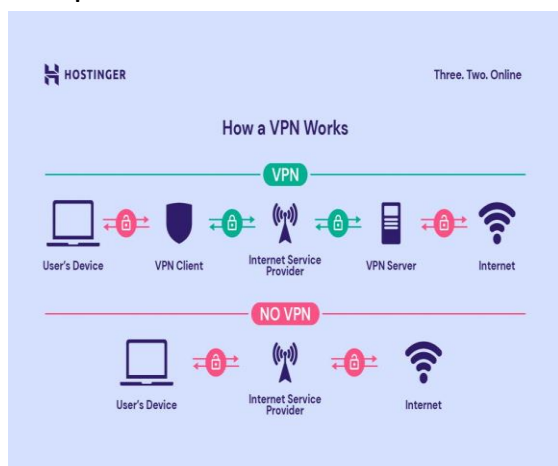 HOSTINGER
Three. Two. Online
How a VPN Works
VPN
User's Device
VPN Client
Internet Service
Provider
VPN Server
Internet
NO VPN
User's Device
Internet Service
Provider
Internet